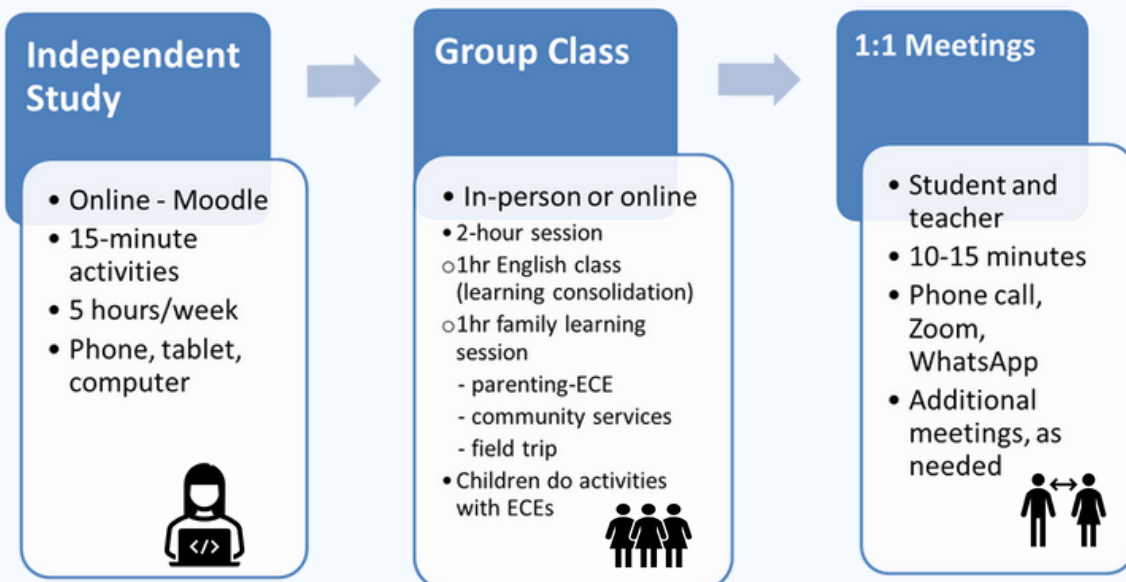 Independent
Study
• Online - Moodle
• 15-minute
activities
• 5 hours/week
• Phone, tablet,
computer
</>
Group Class
• In-person or online
• 2-hour session
o 1hr English class
(learning consolidation)
o 1hr family learning
session
- parenting-ECE
- community services
- field trip
• Children do activities
with ECEs
1:1 Meetings
• Student and
teacher
• 10-15 minutes
• Phone call,
Zoom,
WhatsApp
• Additional
meetings, as
needed